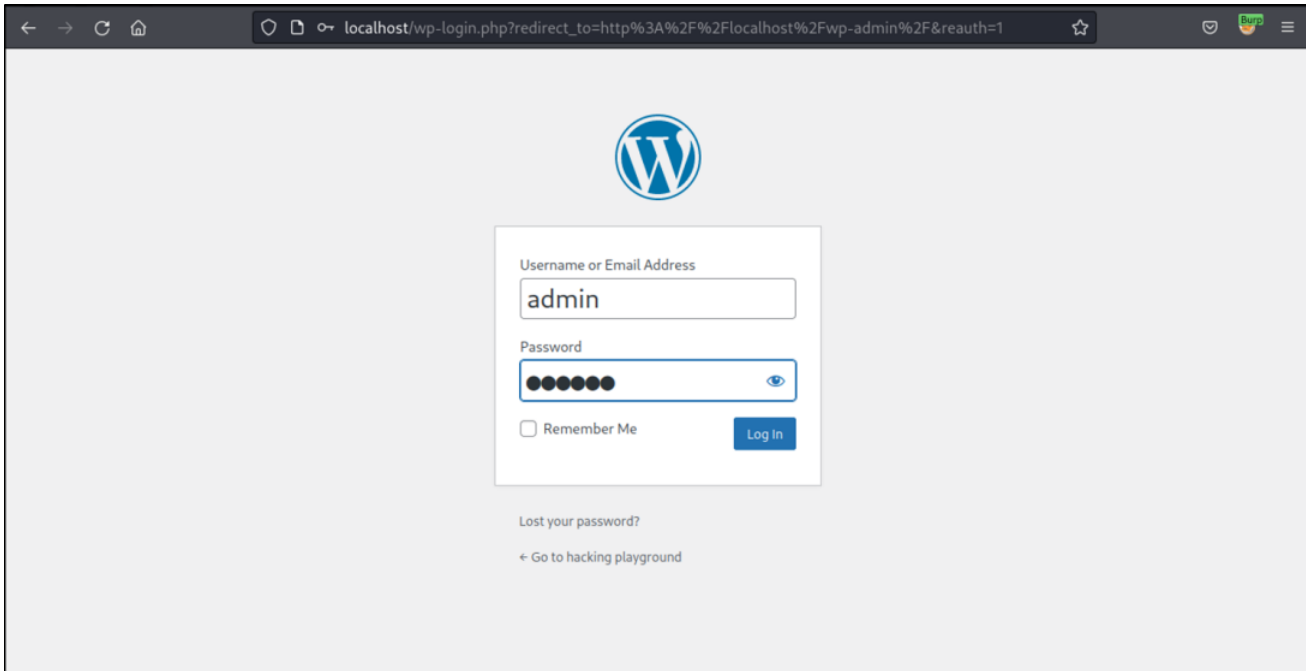 localhost/wp-login.php?redirect_to=http%3A%2F%2Flocalhost%2Fwp-admin%2F&reauth=1
Burp
Username or Email Address
admin
Password
Remember Me
Log In
Lost your password?
← Go to hacking playground